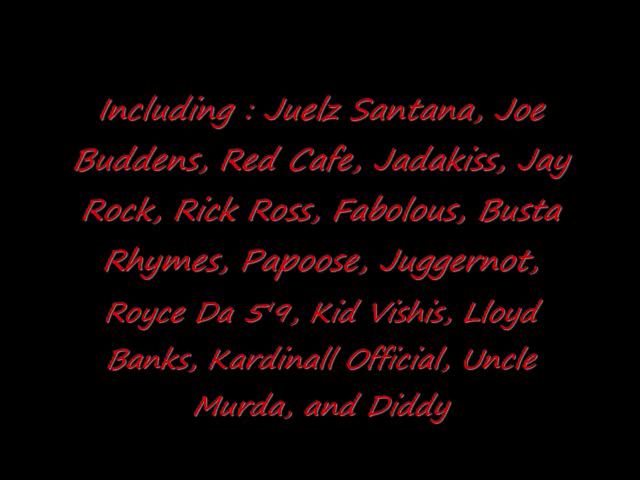 Including : Juelz Santana, Joe
Buddens, Red Cafe, Jadakiss, Jay
Rock, Rick Ross, Fabolous, Busta
Rhymes, Papoose, Juggernot,
Royce Da 5'9, Kid Vishis, Lloyd
Banks, Kardinall Official, Uncle
Murda, and Diddy